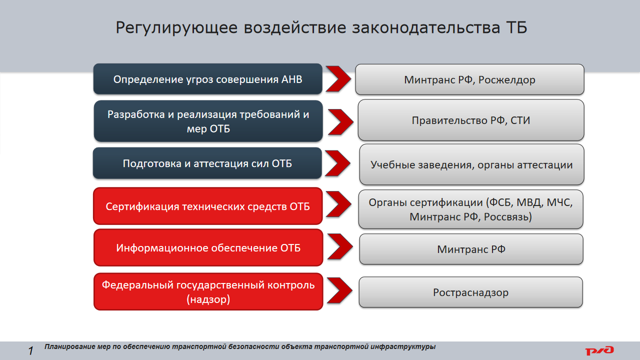 Регулирующее воздействие законодательства ТБ
Определение угроз совершения АНВ
Минтранс РФ, Росжелдор
Разработка и реализация требований и
мер ОТБ
Правительство РФ, СТИ
Подготовка и аттестация сил ОТБ
Учебные заведения, органы аттестации
Сертификация технических средств ОТБ
Органы сертификации (ФСБ, МВД, МЧС,
Минтранс РФ, Россвязь)
Информационное обеспечение ОТБ
Минтранс РФ
Федеральный государственный контроль
(надзор)
Ространснадзор
1
Планирование мер по обеспечению транспортной безопасности объекта транспортной инфраструктуры
ржд